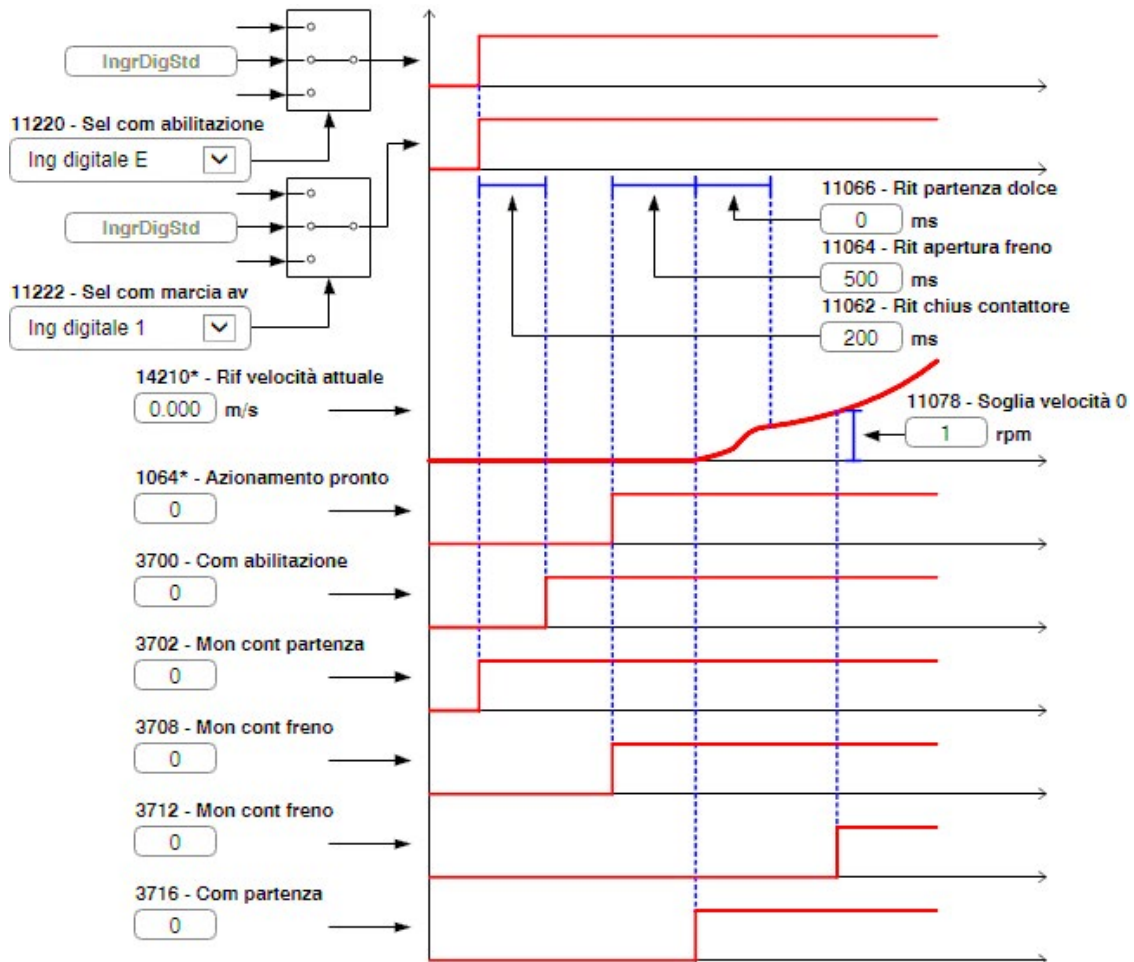 IngrDigStd
11220 - Sel com abilitazione
Ing digitale E
IngrDigStd
11222 - Sel com marcia av
Ing digitale 1
11066 - Rit partenza dolce
0 ms
11064 - Rit apertura freno
500 ms
11062 - Rit chius contattore
200 ms
14210* - Rif velocità attuale
0.000 m/s
11078 - Soglia velocità 0
1 rpm
1064* - Azionamento pronto
0
3700 - Com abilitazione
0
3702 - Mon cont partenza
0
3708 - Mon cont freno
0
3712 - Mon cont freno
0
3716 - Com partenza
0